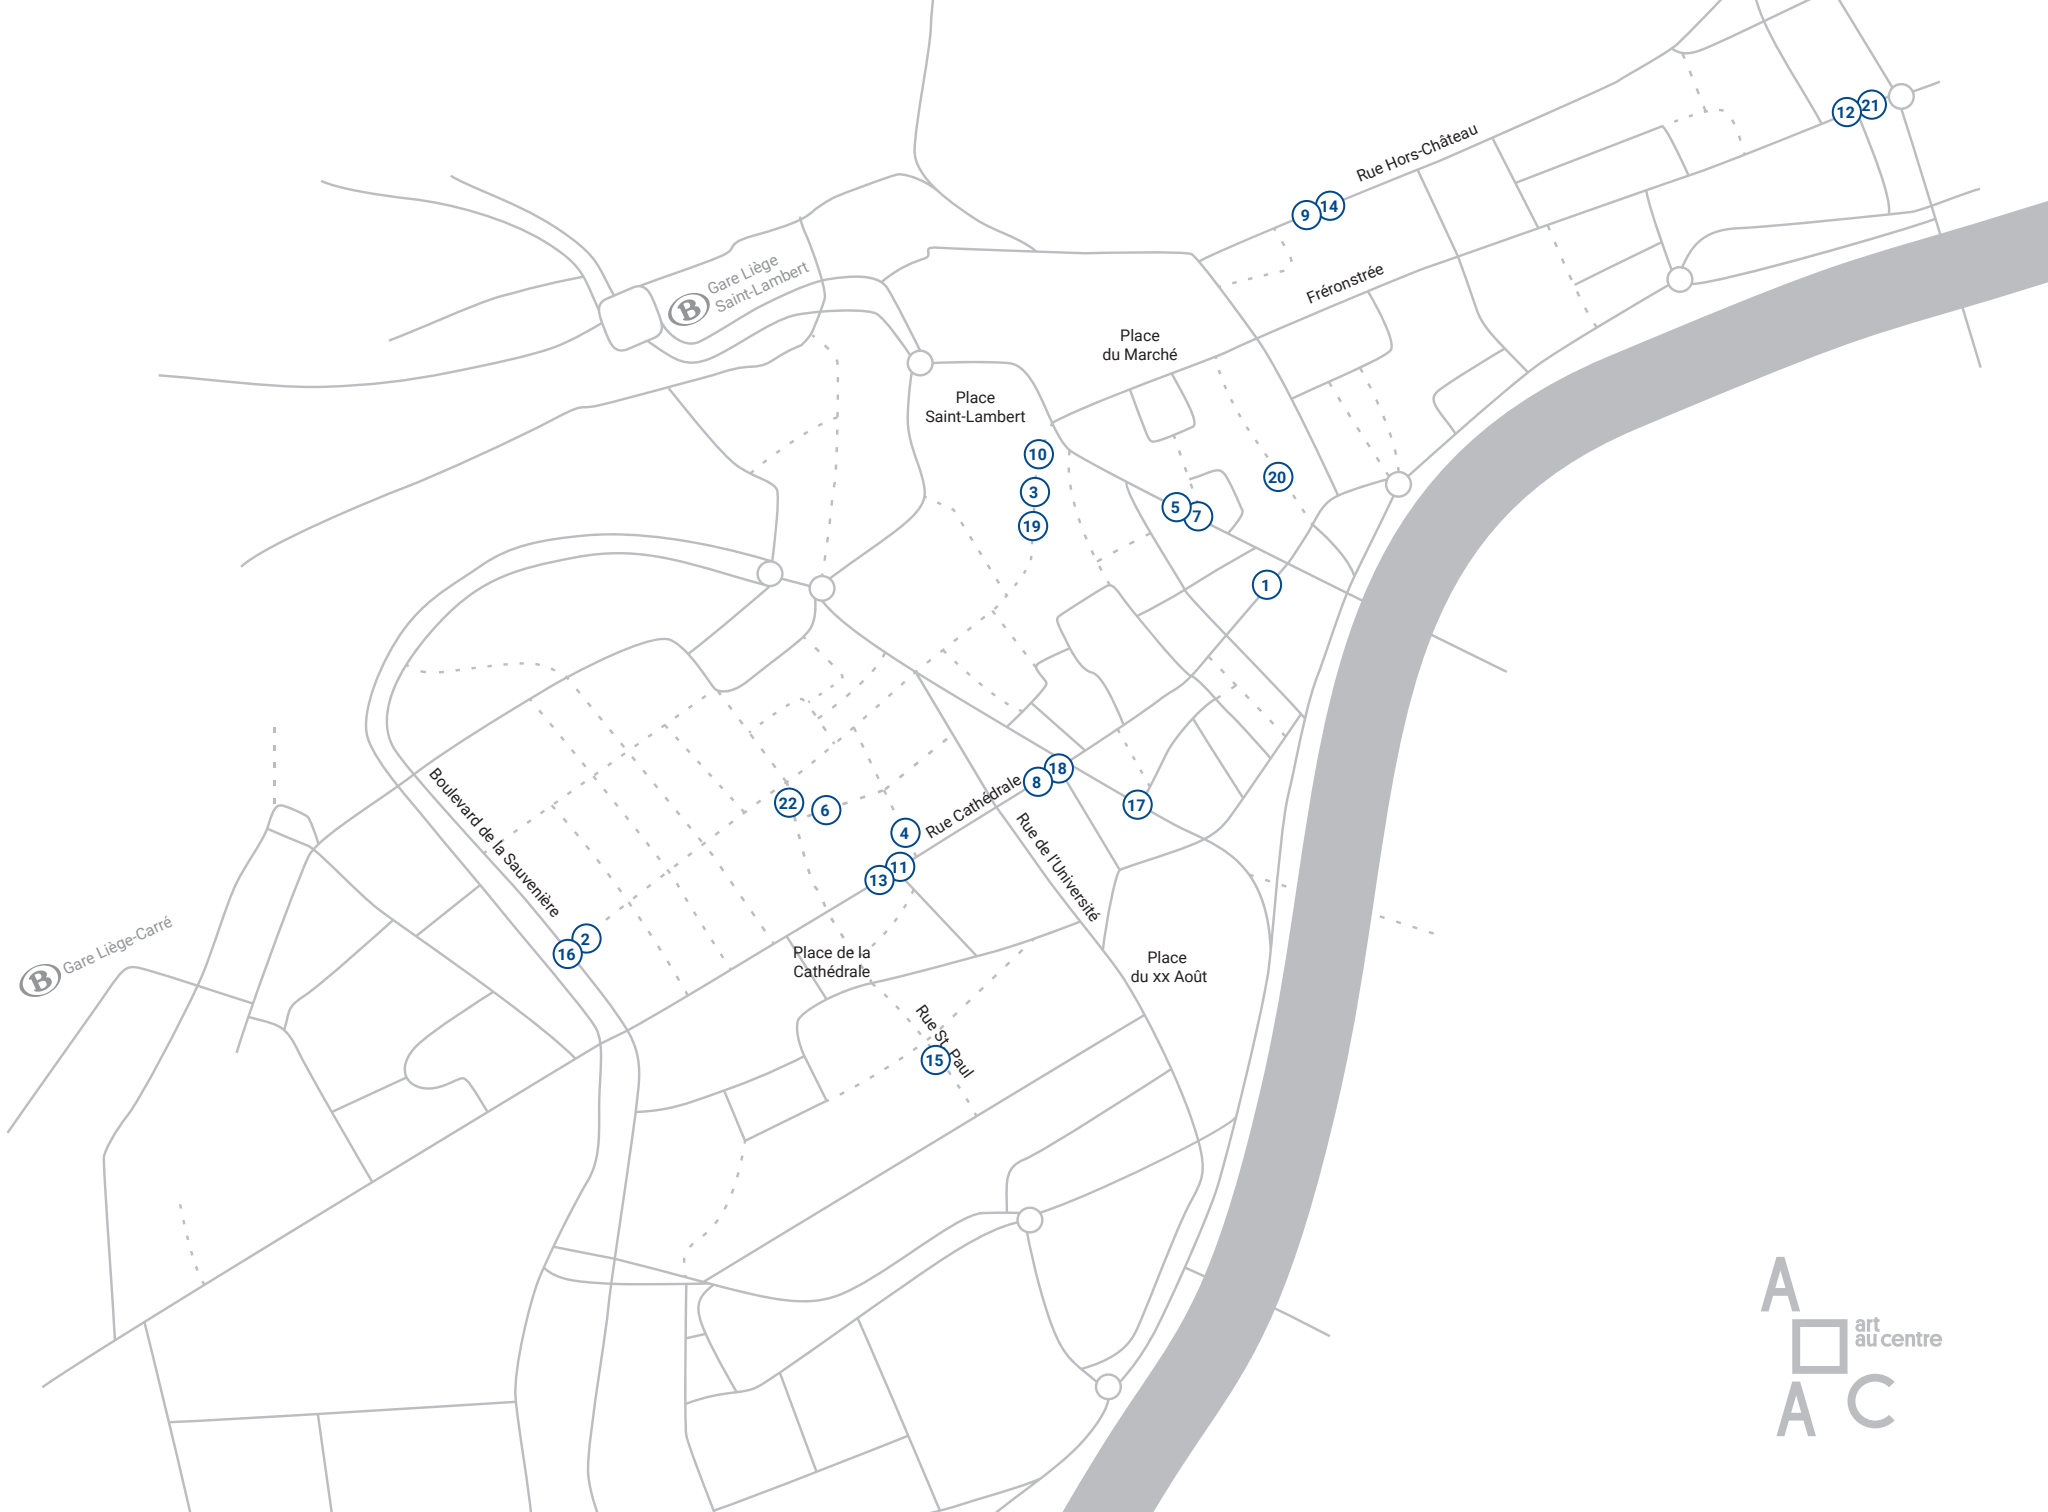 12
21
Rue Hors-Château
9
14
B
Gare Liège
Saint-Lambert
Féronstrée
Place
du Marché
Place
Saint-Lambert
10
3
19
20
5
7
1
Boulevard de la Sauvenière
18
8
Rue Cathédrale
17
22
6
4
11
13
Rue de l'Université
B
Gare Liège-Carré
2
16
Place de la
Cathédrale
Place
du xx Août
Rue St. Paul
15
A
art
au centre
A C